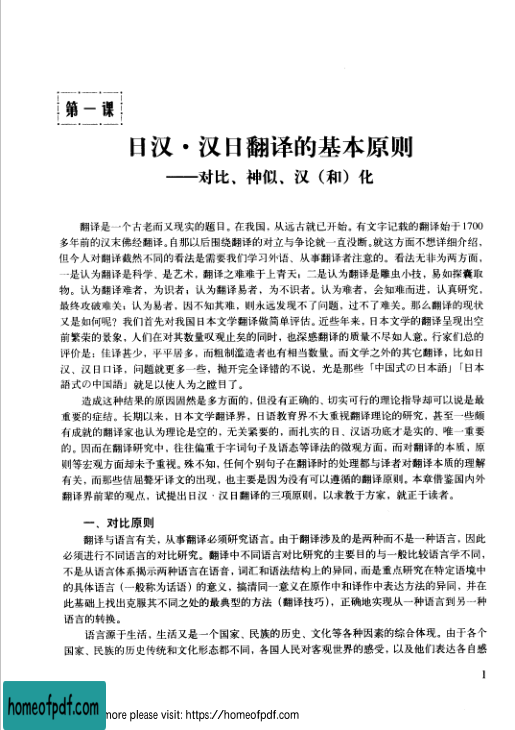 第一课
日汉·汉日翻译的基本原则
——对比、神似、汉（和）化
翻译是一个古老而又现实的题目。在我国，从远古就已开始。有文字记载的翻译始于1700
多年前的汉末佛经翻译。自那以后围绕翻译的对立与争论就一直没断。就这方面不想详细介绍，
但今人对翻译截然不同的看法是需要我们学习外语、从事翻译者注意的。看法无非为两方面，
一是认为翻译是科学、是艺术，翻译之难难于上青天；二是认为翻译是雕虫小技，易如探囊取
物。认为翻译难者，为识者；认为翻译易者，为不识者。认为难者，会知难而进，认真研究，
最终攻破难关；认为易者，因不知其难，则永远发现不了问题，过不了难关。那么翻译的现状
又是如何呢？我们首先对我国日本文学翻译做简单评估。近些年来，日本文学的翻译呈现出空
前繁荣的景象，人们在对其数量叹观止矣的同时，也深感翻译的质量不尽如人意。行家们总的
评价是：佳译甚少，平平居多，而粗制滥造者也有相当数量。而文学之外的其它翻译，比如日
汉、汉日口译，问题就更多一些，抛开完全译错的不说，光是那些「中国式の日本語」「日本
語式の中国語」就足以使人为之瞠目了。
造成这种结果的原因固然是多方面的，但没有正确的、切实可行的理论指导却可以说是最
重要的症结。长期以来，日本文学翻译界，日语教育界不大重视翻译理论的研究，甚至一些颇
有成就的翻译家也认为理论是空的，无关紧要的，而扎实的日、汉语功底才是实的、唯一重要
的。因而在翻译研究中，往往偏重于字词句子及语态等译法的微观方面，而对翻译的本质，原
则等宏观方面却未予重视。殊不知，任何个别句子在翻译时的处理都与译者对翻译本质的理解
有关，而那些佶屈聱牙译文的出现，也主要是因为没有可以遵循的翻译原则。本章借鉴国内外
翻译界前辈的观点，试提出日汉·汉日翻译的三项原则，以求教于方家，就正于读者。
一、对比原则
翻译与语言有关，从事翻译必须研究语言。由于翻译涉及的是两种而不是一种语言，因此
必须进行不同语言的对比研究。翻译中不同语言对比研究的主要目的与一般比较语言学不同，
不是从语言体系揭示两种语言在语音，词汇和语法结构上的异同，而是重点研究在特定语境中
的具体语言（一般称为话语）的意义，搞清同一意义在原作中和译作中表达方法的异同，并在
此基础上找出克服其不同之处的最典型的方法（翻译技巧），正确地实现从一种语言到另一种
语言的转换。
语言源于生活，生活又是一个国家、民族的历史、文化等各种因素的综合体现。由于各个
国家、民族的历史传统和文化形态都不同，各国人民对客观世界的感受，以及他们表达各自感
1
homeofpdf.com
more please visit: https://homeofpdf.com